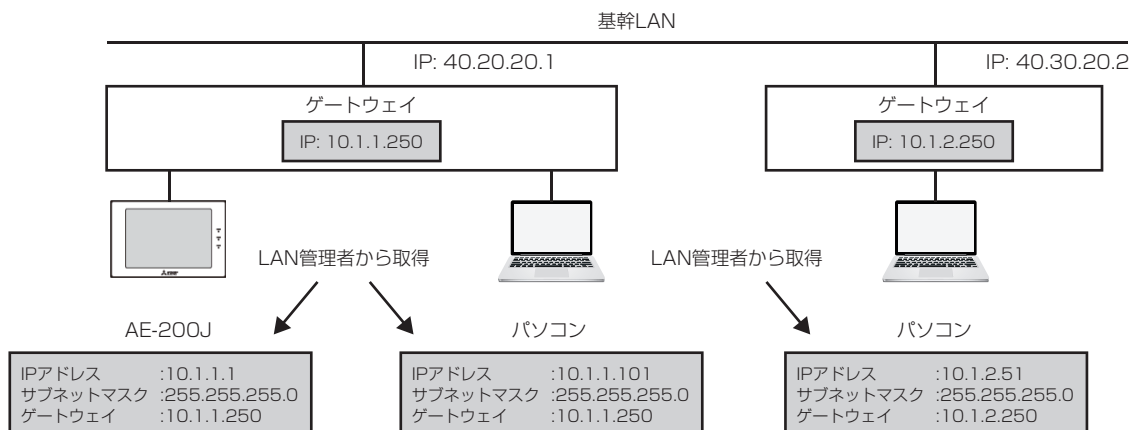 基幹LAN
IP: 40.20.20.1
IP: 40.30.20.2
ゲートウェイ
IP: 10.1.1.250
ゲートウェイ
IP: 10.1.2.250
LAN管理者から取得
LAN管理者から取得
AE-200J
パソコン
パソコン
IPアドレス :10.1.1.1
サブネットマスク :255.255.255.0
ゲートウェイ :10.1.1.250
IPアドレス :10.1.1.101
サブネットマスク :255.255.255.0
ゲートウェイ :10.1.1.250
IPアドレス :10.1.2.51
サブネットマスク :255.255.255.0
ゲートウェイ :10.1.2.250